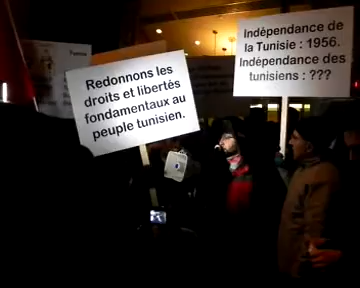 Redonnons les
droits et libertés
fondamentaux au
peuple tunisien.
Indépendance de
la Tunisie : 1956.
Indépendance des
tunisiens : ???